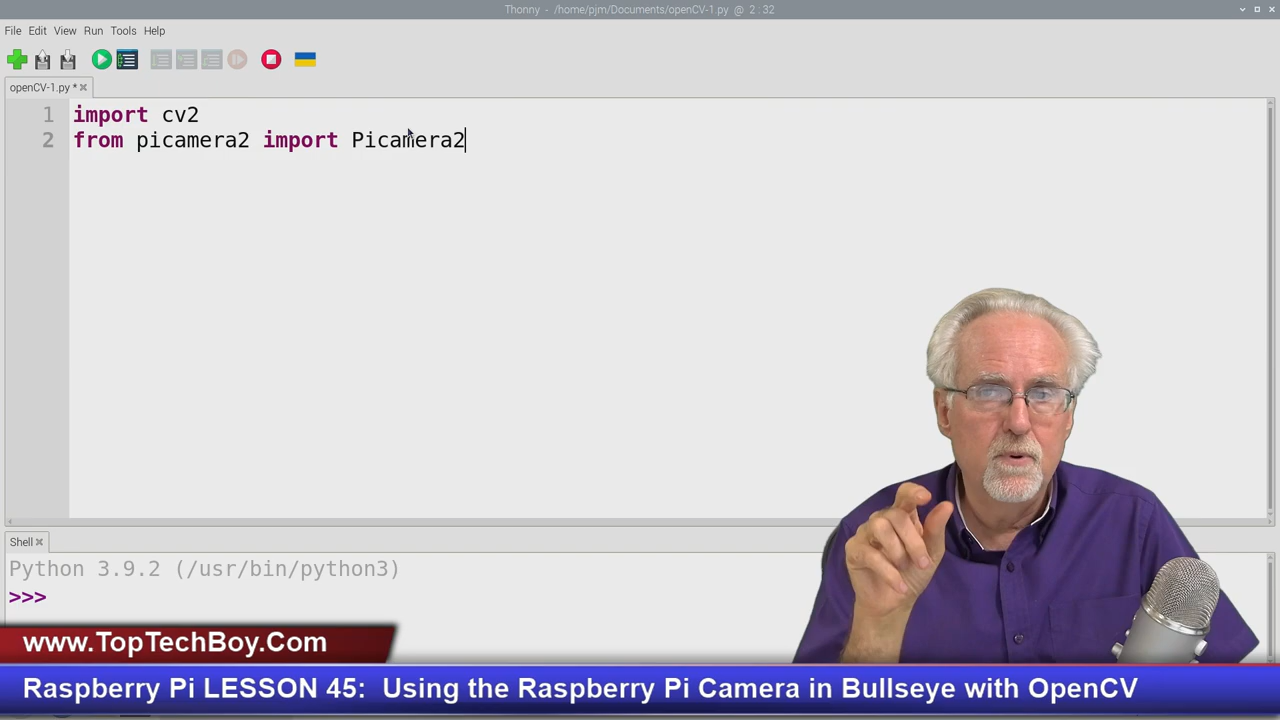 Thonny - /home/pjm/Documents/openCV-1.py @ 2:32
File Edit View Run Tools Help
openCV-1.py *
1 import cv2
2 from picamera2 import Picamera2
Shell
Python 3.9.2 (/usr/bin/python3)
>>>
www.TopTechBoy.Com
Raspberry Pi LESSON 45: Using the Raspberry Pi Camera in Bullseye with OpenCV